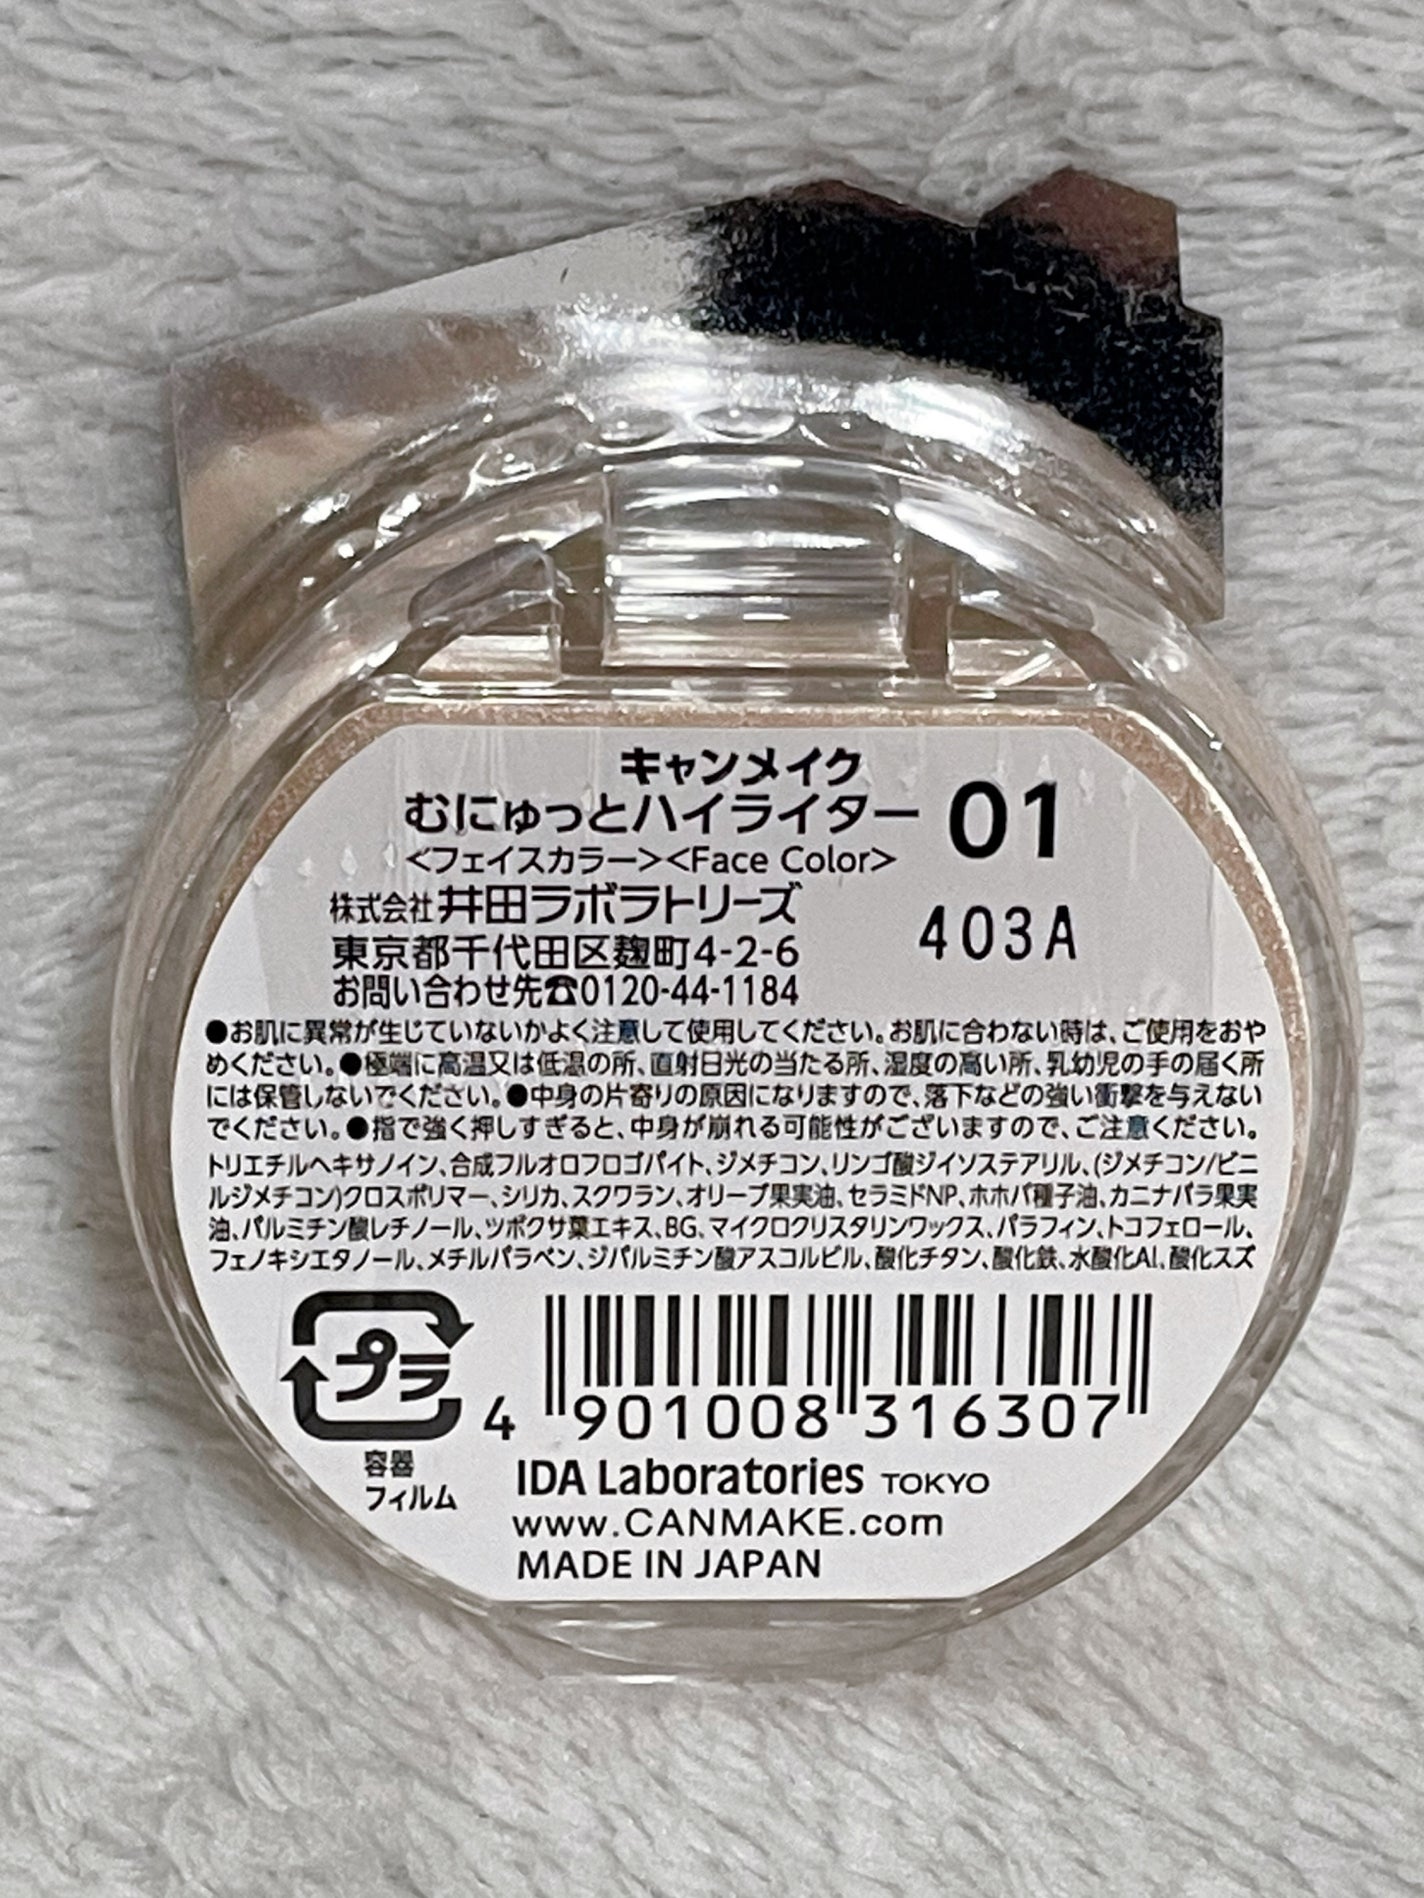 キャンメイク
むにゅっとハイライター 01
<フェイスカラー><Face Color>
株式会社井田ラボラトリーズ
403A
東京都千代田区麹町4-2-6
お問い合わせ先☎0120-44-1184
●お肌に異常が生じていないかよく注意して使用してください。お肌に合わない時は、ご使用をおや
めください。●極端に高温又は低温の所、直射日光の当たる所、湿度の高い所、乳幼児の手の届く所
には保管しないでください。●中身の片寄りの原因になりますので、落下などの強い衝撃を与えない
でください。●指で強く押しすぎると、中身が崩れる可能性がございますので、ご注意ください。
トリエチルヘキサノイン、合成フルオロフロゴパイト、ジメチコン、リンゴ酸ジイソステアリル、(ジメチコン/ビニ
ルジメチコン)クロスポリマー、シリカ、スクワラン、オリーブ果実油、セラミドNP、ホホバ種子油、カニナバラ果実
油、パルミチン酸レチノール、ツボクサ葉エキス、BG、マイクロクリスタリンワックス、パラフィン、トコフェロール、
フェノキシエタノール、メチルパラベン、ジパルミチン酸アスコルビル、酸化チタン、酸化鉄、水酸化Al、酸化スズ
プラ
容器
フィルム
4 901008 316307
IDA Laboratories TOKYO
www.CANMAKE.com
MADE IN JAPAN